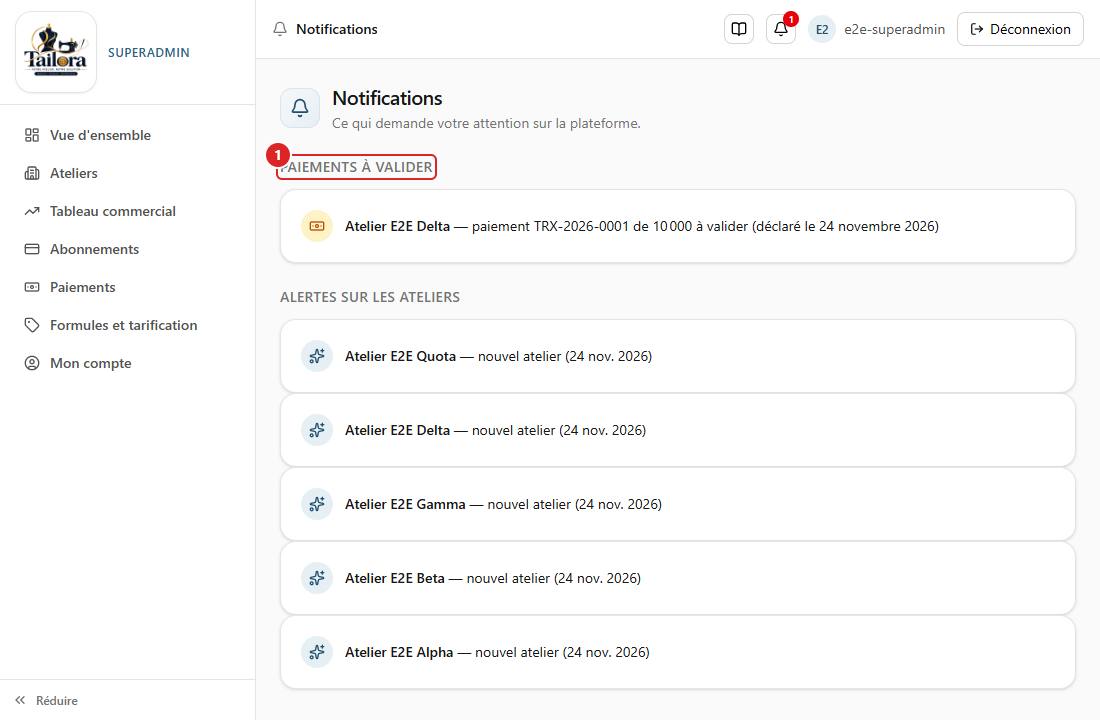 Tailora
SUPERADMIN
Notifications
1
E2
e2e-superadmin
Déconnexion
Vue d'ensemble
Ateliers
Tableau commercial
Abonnements
Paiements
Formules et tarification
Mon compte
Réduire
Notifications
Ce qui demande votre attention sur la plateforme.
1
PAIEMENTS À VALIDER
Atelier E2E Delta — paiement TRX-2026-0001 de 10 000 à valider (déclaré le 24 novembre 2026)
ALERTES SUR LES ATELIERS
Atelier E2E Quota — nouvel atelier (24 nov. 2026)
Atelier E2E Delta — nouvel atelier (24 nov. 2026)
Atelier E2E Gamma — nouvel atelier (24 nov. 2026)
Atelier E2E Beta — nouvel atelier (24 nov. 2026)
Atelier E2E Alpha — nouvel atelier (24 nov. 2026)